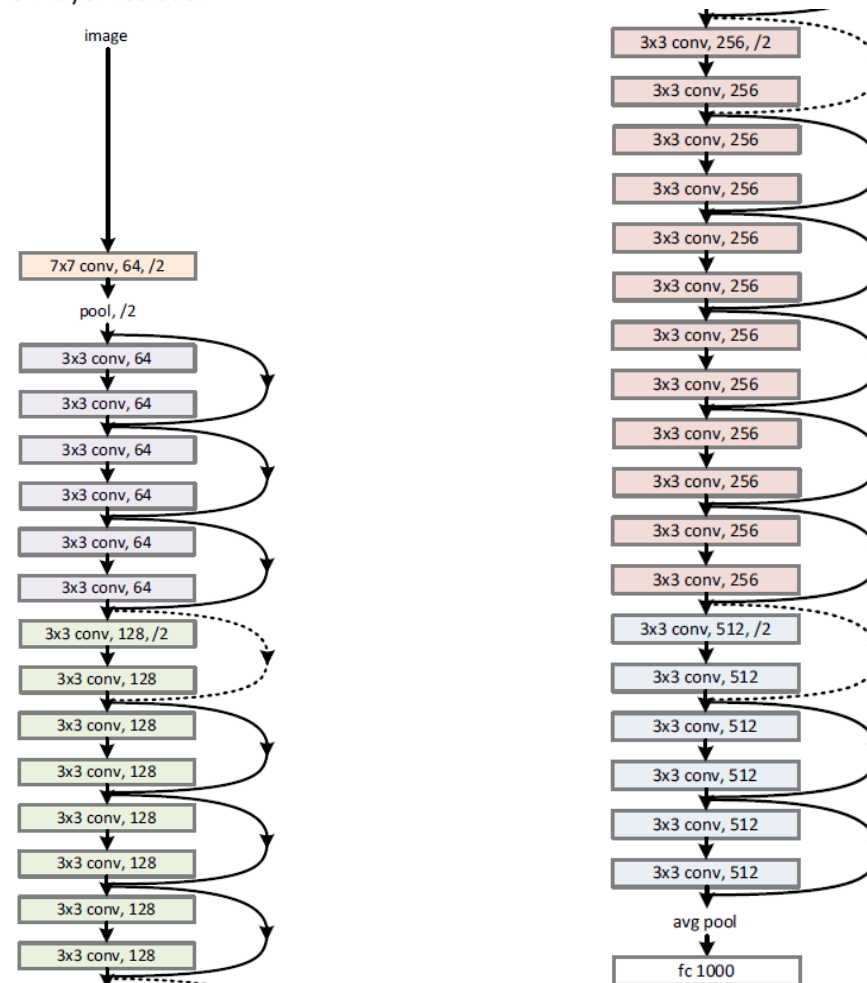 image
7x7 conv, 64, /2
pool, /2
3x3 conv, 64
3x3 conv, 64
3x3 conv, 64
3x3 conv, 64
3x3 conv, 64
3x3 conv, 64
3x3 conv, 128, /2
3x3 conv, 128
3x3 conv, 128
3x3 conv, 128
3x3 conv, 128
3x3 conv, 128
3x3 conv, 128
3x3 conv, 128
3x3 conv, 256, /2
3x3 conv, 256
3x3 conv, 256
3x3 conv, 256
3x3 conv, 256
3x3 conv, 256
3x3 conv, 256
3x3 conv, 256
3x3 conv, 256
3x3 conv, 256
3x3 conv, 256
3x3 conv, 256
3x3 conv, 512, /2
3x3 conv, 512
3x3 conv, 512
3x3 conv, 512
3x3 conv, 512
3x3 conv, 512
avg pool
fc 1000